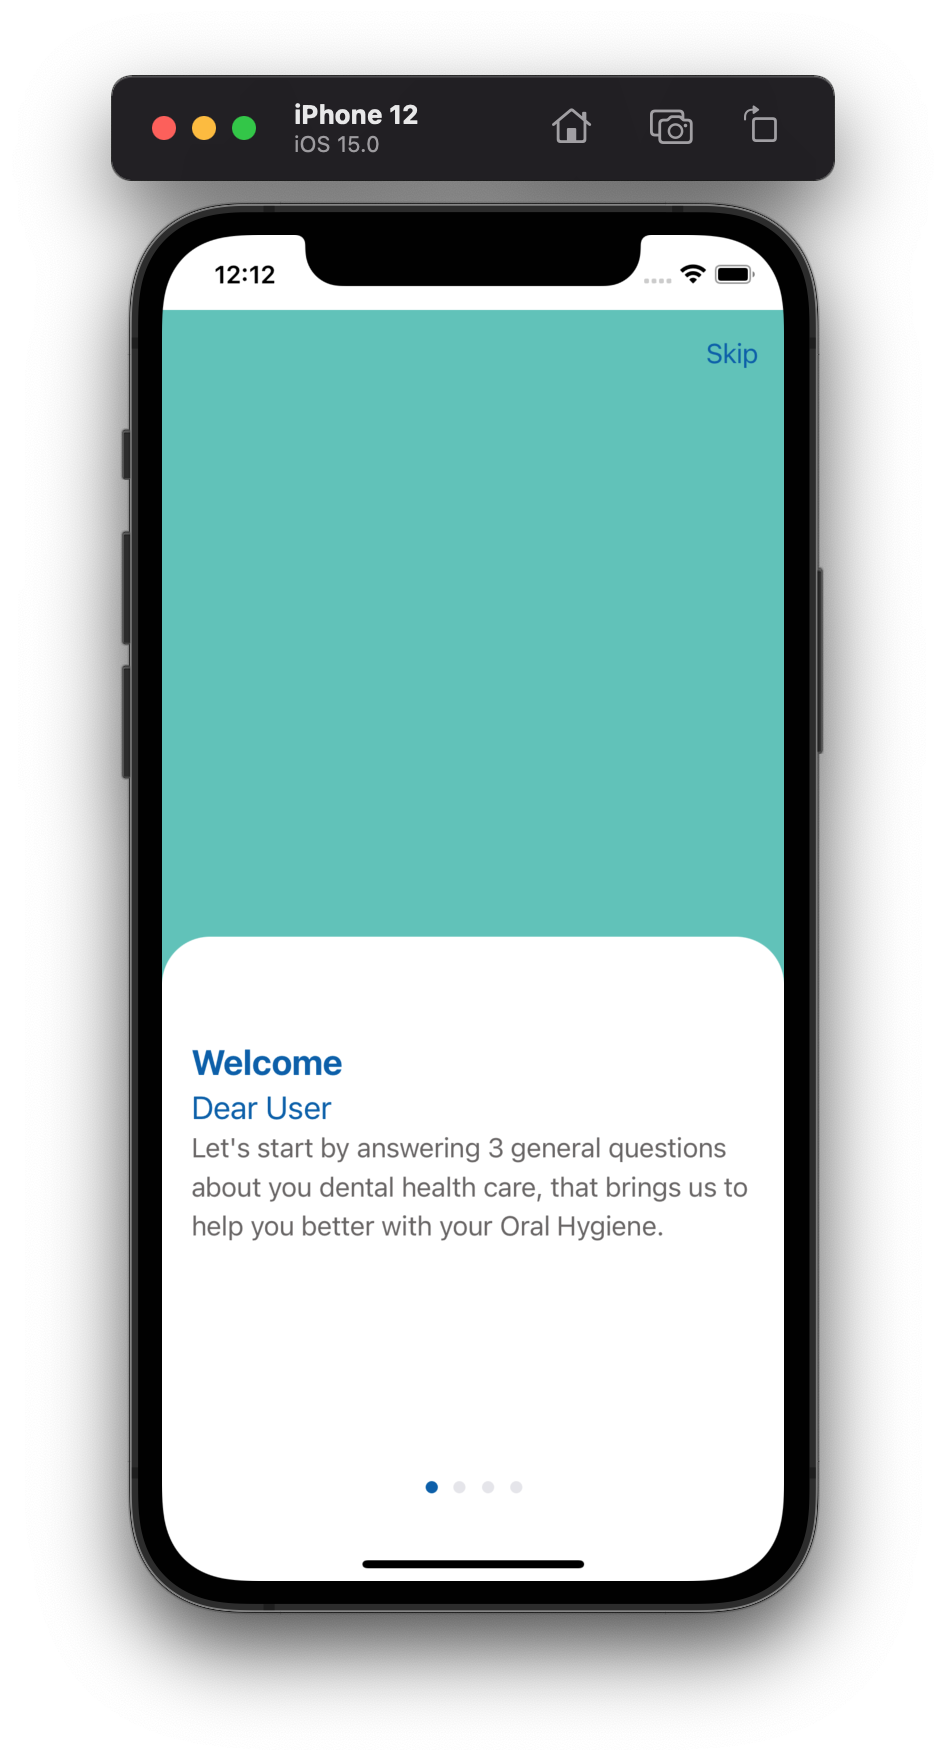 iPhone 12
iOS 15.0
12:12
Skip
Welcome
Dear User
Let's start by answering 3 general questions
about you dental health care, that brings us to
help you better with your Oral Hygiene.